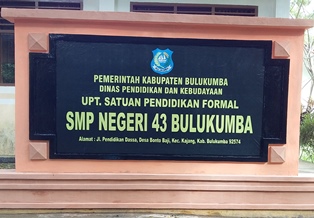 PEMERINTAH KABUPATEN BULUKUMBA
DINAS PENDIDIKAN DAN KEBUDAYAAN
UPT. SATUAN PENDIDIKAN FORMAL
SMP NEGERI 43 BULUKUMBA
Alamat : Jl. Pendidikan Dassa, Desa Bonto Baji, Kec. Kajang, Kab. Bulukumba 92574